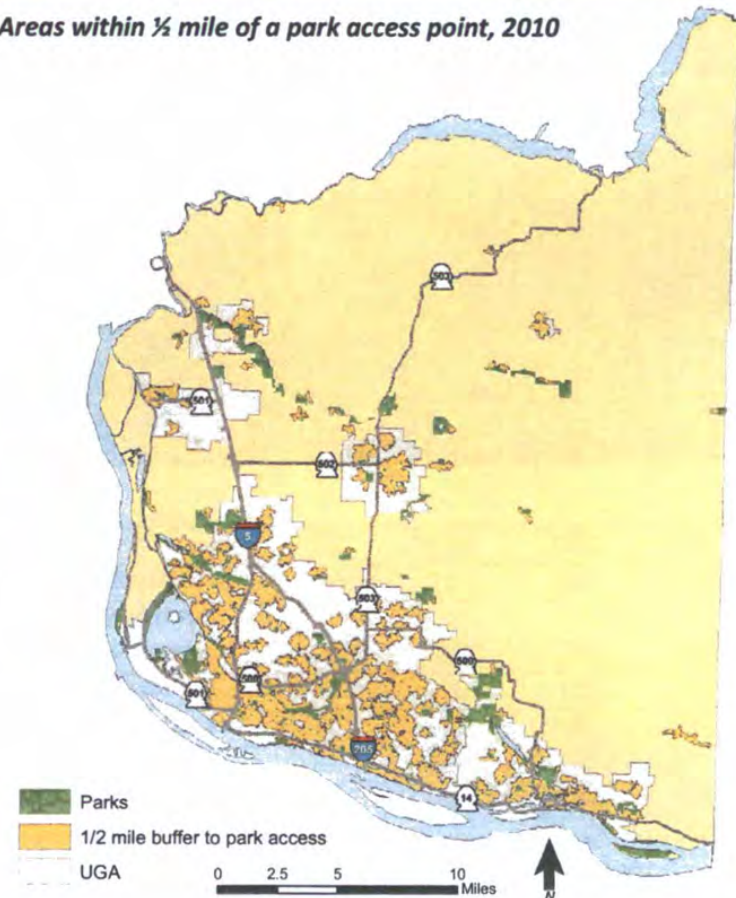 Areas within ½ mile of a park access point, 2010
503
501
502
5
503
500
500
501
205
14
Parks
1/2 mile buffer to park access
UGA
0 2.5 5 10
Miles
N